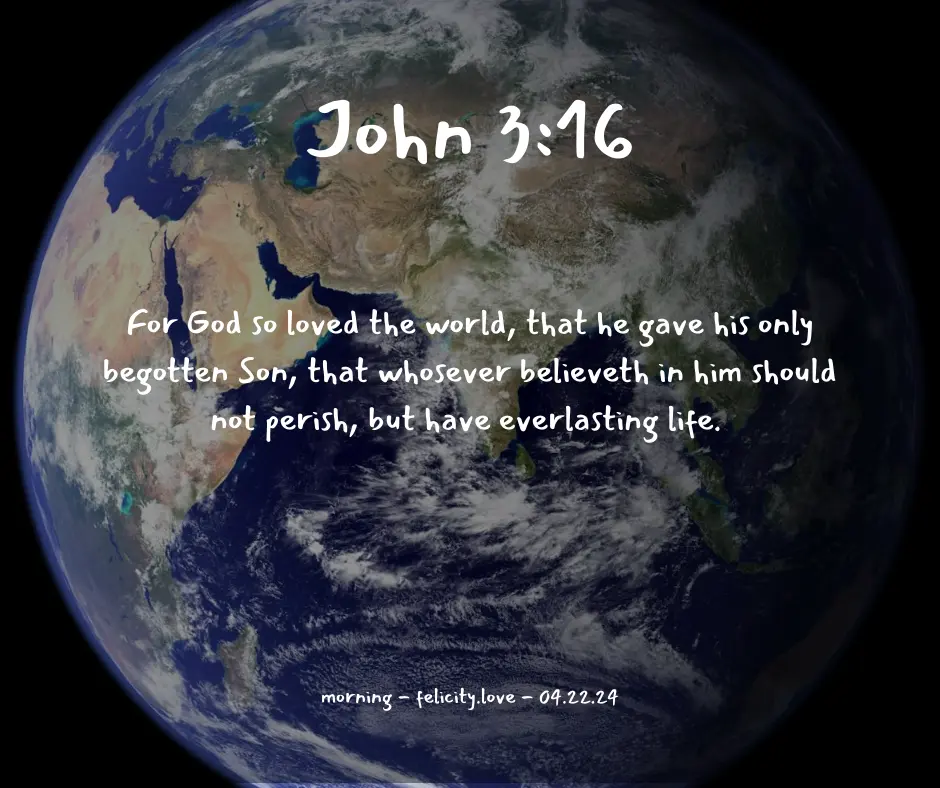 John 3:16
For God so loved the world, that he gave his only
begotten Son, that whosever believeth in him should
not perish, but have everlasting life.
morning - felicity.love - 04.22.24